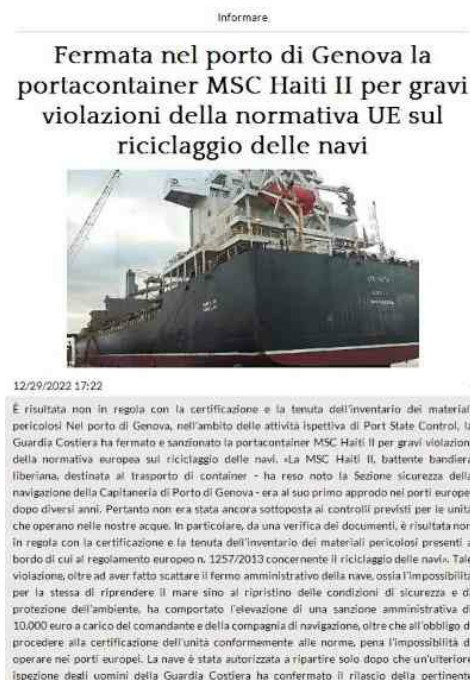 Informare
Fermata nel porto di Genova la
portacontainer MSC Haiti II per gravi
violazioni della normativa UE sul
riciclaggio delle navi
12/29/2022 17:22
È risultata non in regola con la certificazione e la tenuta dell'inventario dei materiali
pericolosi Nel porto di Genova, nell'ambito delle attività ispettiva di Port State Control, la
Guardia Costiera ha fermato e sanzionato la portacontainer MSC Haiti II per gravi violazioni
della normativa europea sul riciclaggio delle navi. «La MSC Haiti II, battente bandiera
liberiana, destinata al trasporto di container - ha reso noto la Sezione sicurezza della
navigazione della Capitaneria di Porto di Genova - era al suo primo approdo nei porti europei
dopo diversi anni. Pertanto non era stata ancora sottoposta ai controlli previsti per le unità
che operano nelle nostre acque. In particolare, da una verifica dei documenti, è risultata non
in regola con la certificazione e la tenuta dell'inventario dei materiali pericolosi presenti a
bordo di cui al regolamento europeo n. 1257/2013 concernente il riciclaggio delle navi». Tale
violazione, oltre ad aver fatto scattare il fermo amministrativo della nave, ossia l'impossibilità
per la stessa di riprendere il mare sino al ripristino delle condizioni di sicurezza e di
protezione dell'ambiente, ha comportato l'elevazione di una sanzione amministrativa di
10.000 euro a carico del comandante e della compagnia di navigazione, oltre che all'obbligo di
procedere alla certificazione dell'unità conformemente alle norme, pena l'impossibilità di
operare nei porti europei. La nave è stata autorizzata a ripartire solo dopo che un'ulteriore
ispezione degli uomini della Guardia Costiera ha confermato il rilascio della pertinente